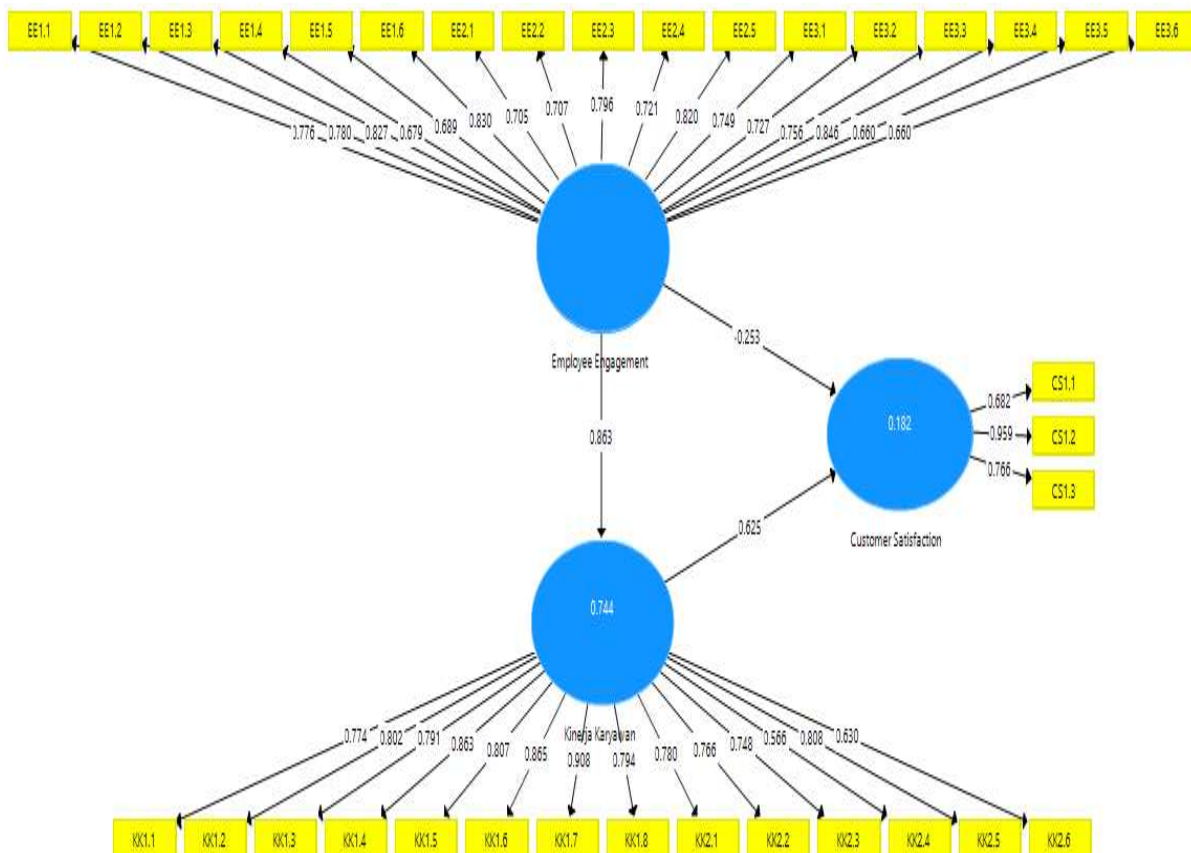 EE1.1 EE1.2 EE1.3 EE1.4 EE1.5 EE1.6 EE2.1 EE2.2 EE2.3 EE2.4 EE2.5 EE3.1 EE3.2 EE3.3 EE3.4 EE3.5 EE3.6
0.776 0.780 0.827 0.679 0.689 0.830 0.705 0.707 0.796 0.721 0.820 0.749 0.727 0.756 0.846 0.660 0.660
Employee Engagement
-0.253
0.863
0.182
0.682
0.959
0.766
CS1.1
CS1.2
CS1.3
Customer Satisfaction
0.625
0.744
Kinerja Karyawan
0.774 0.802 0.791 0.863 0.807 0.865 0.908 0.794 0.780 0.766 0.748 0.566 0.808 0.630
KK1.1 KK1.2 KK1.3 KK1.4 KK1.5 KK1.6 KK1.7 KK1.8 KK2.1 KK2.2 KK2.3 KK2.4 KK2.5 KK2.6